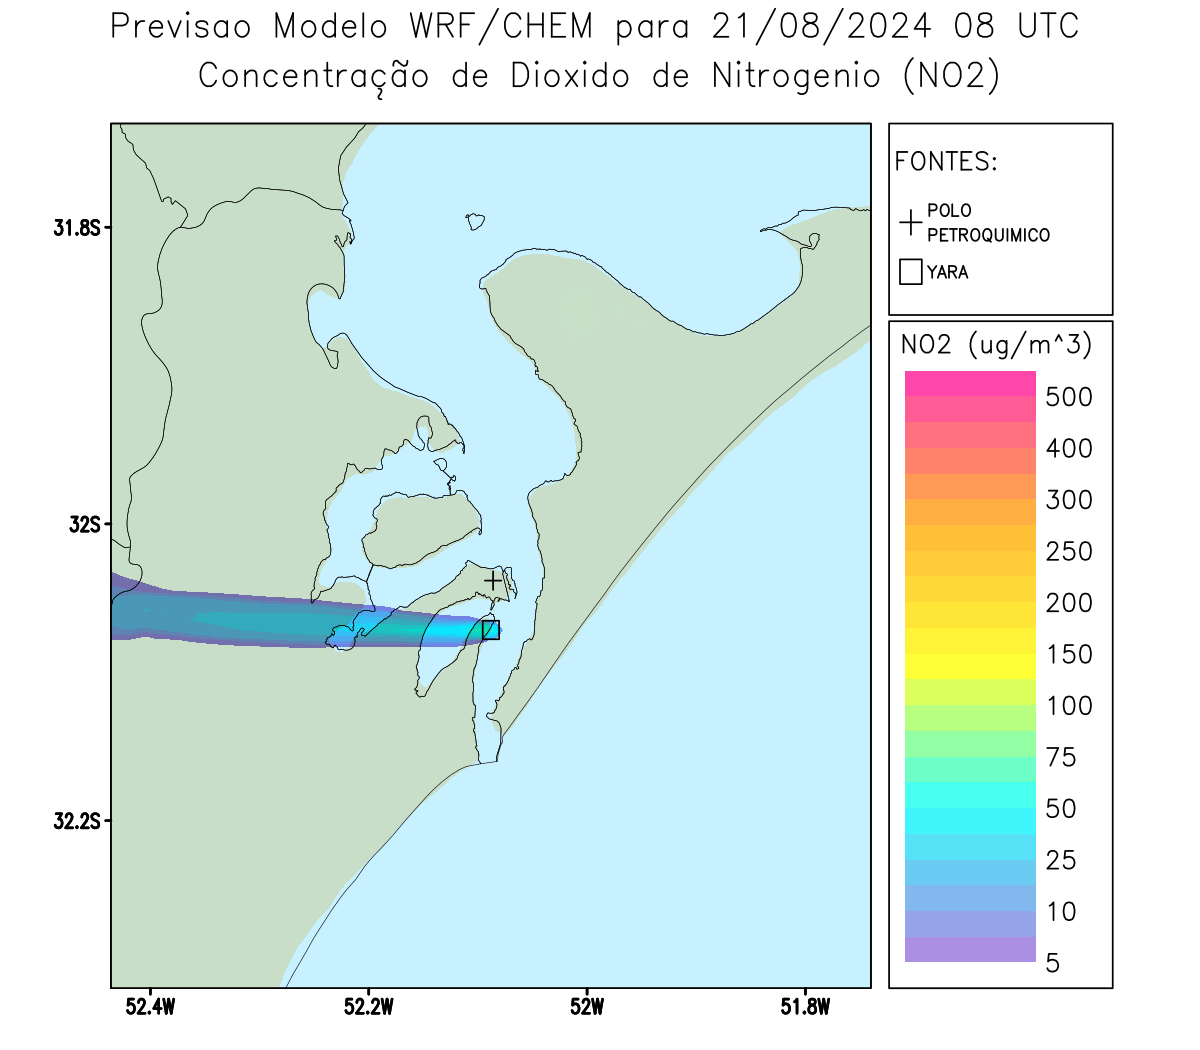 Previsao Modelo WRF/CHEM para 21/08/2024 08 UTC
Concentração de Dioxido de Nitrogenio (NO2)
FONTES:
POLO
PETROQUIMICO
YARA
NO2 (ug/m^3)
500
400
300
250
200
150
100
75
50
25
10
5
31.8S
32S
32.2S
52.4W
52.2W
52W
51.8W